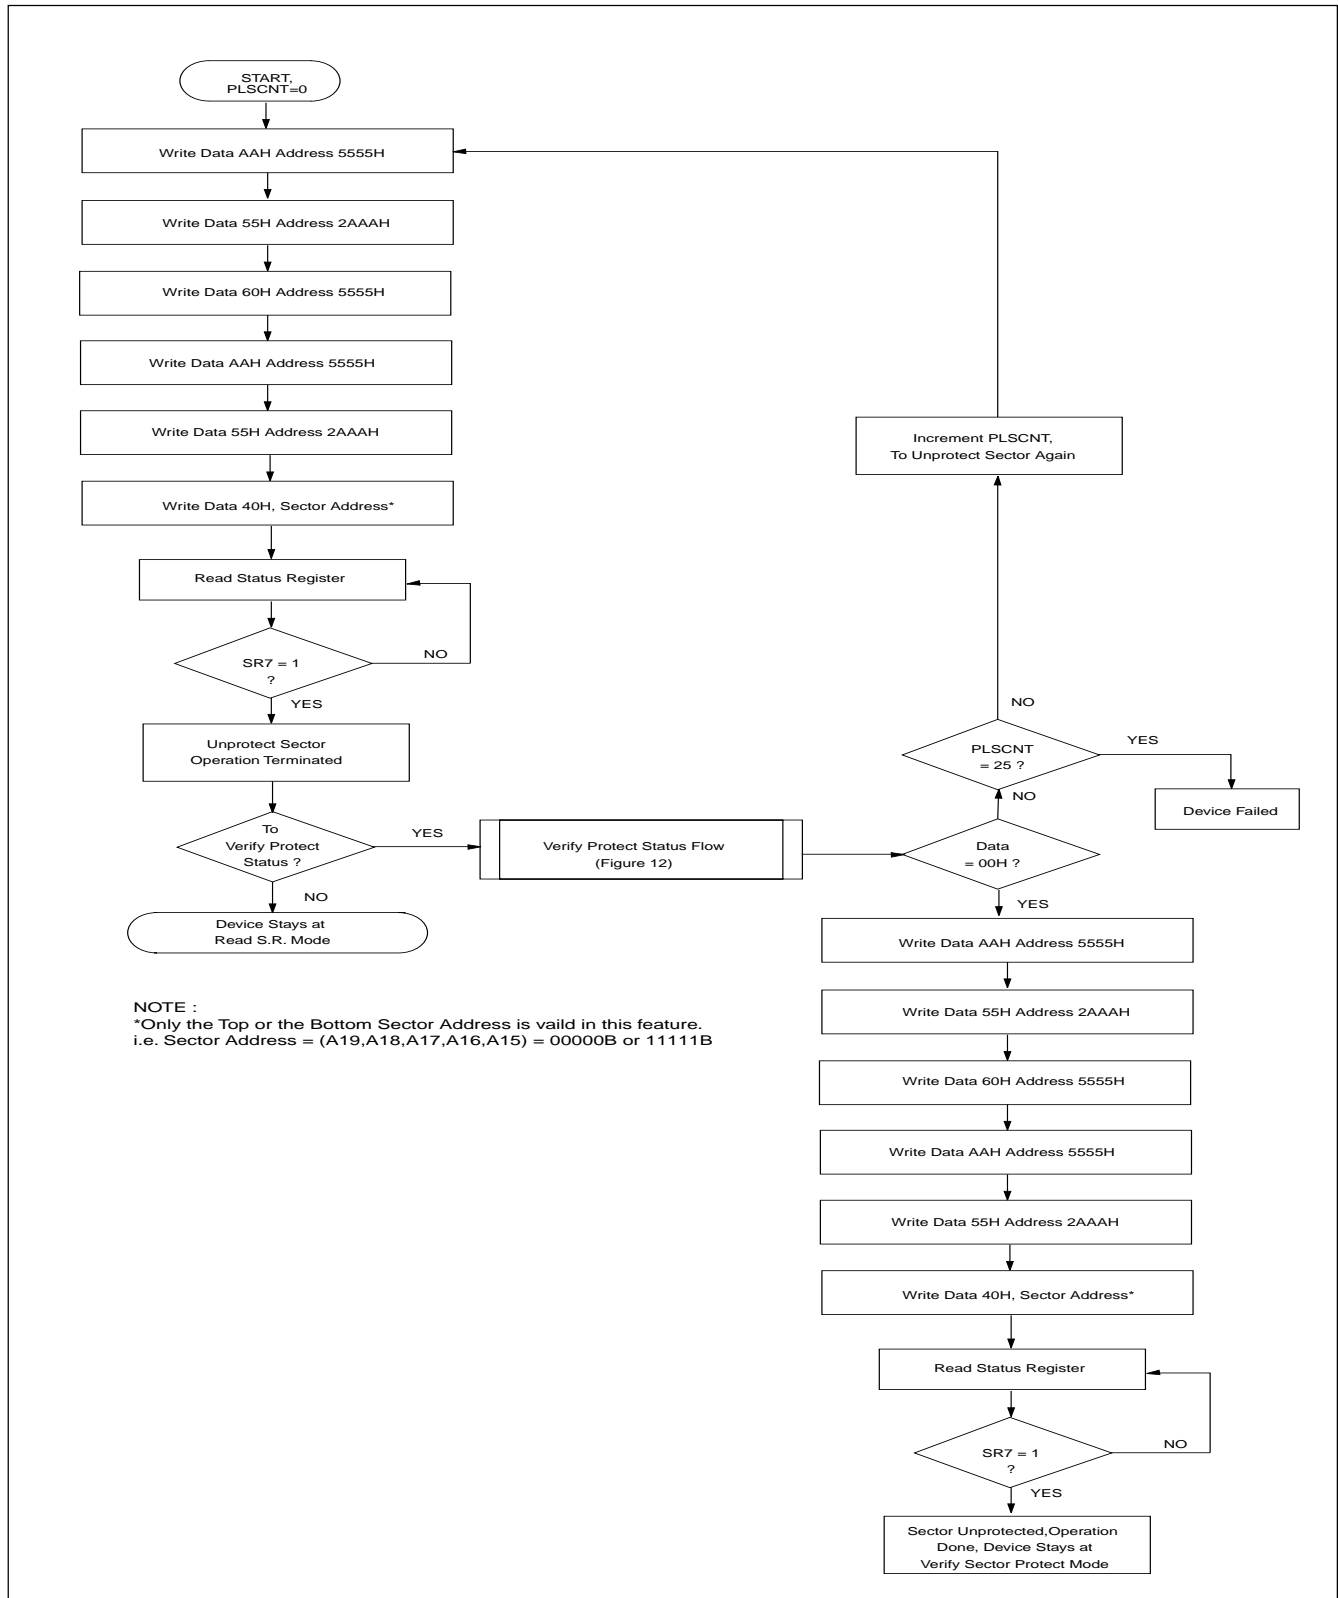 START,
PLSCNT=0
Write Data AAH Address 5555H
Write Data 55H Address 2AAAH
Write Data 60H Address 5555H
Write Data AAH Address 5555H
Write Data 55H Address 2AAAH
Write Data 40H, Sector Address*
Read Status Register
SR7 = 1
?
NO
YES
Unprotect Sector
Operation Terminated
To
Verify Protect
Status ?
YES
NO
Device Stays at
Read S.R. Mode
Verify Protect Status Flow
(Figure 12)
Data
= 00H ?
NO
PLSCNT
= 25 ?
YES
Device Failed
NO
Increment PLSCNT,
To Unprotect Sector Again
YES
Write Data AAH Address 5555H
Write Data 55H Address 2AAAH
Write Data 60H Address 5555H
Write Data AAH Address 5555H
Write Data 55H Address 2AAAH
Write Data 40H, Sector Address*
Read Status Register
SR7 = 1
?
NO
YES
Sector Unprotected,Operation
Done, Device Stays at
Verify Sector Protect Mode
NOTE :
*Only the Top or the Bottom Sector Address is vaild in this feature.
i.e. Sector Address = (A19,A18,A17,A16,A15) = 00000B or 11111B